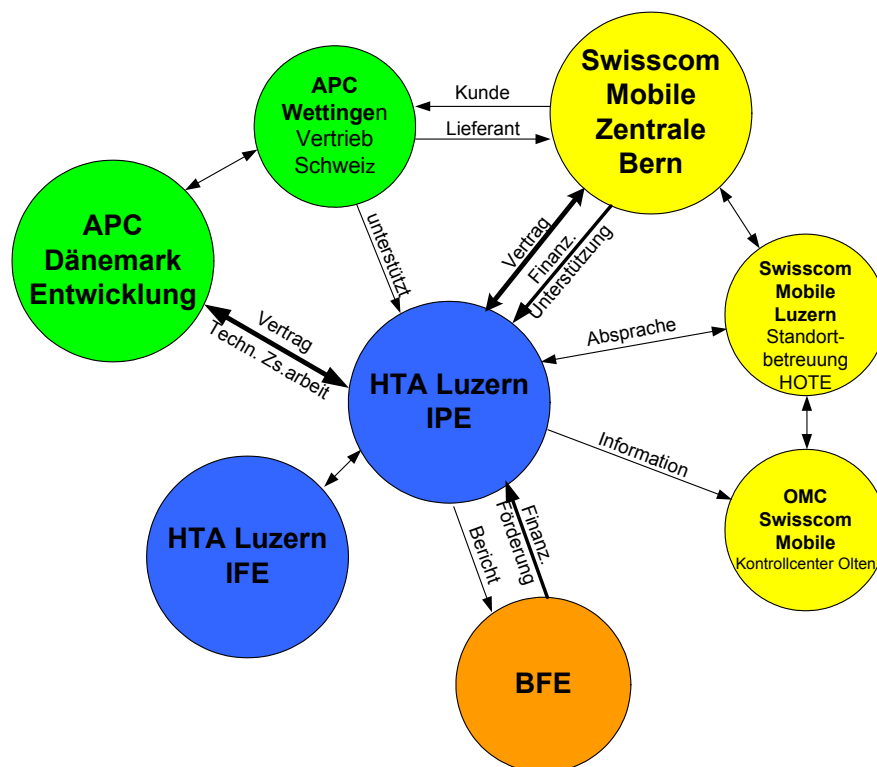 APC
Wettingen
Vertrieb
Schweiz
Kunde
Lieferant
Swisscom
Mobile
Zentrale
Bern
APC
Dänemark
Entwicklung
unterstützt
Vertrag
Finanz.
Unterstützung
Swisscom
Mobile
Luzern
Standort-
betreuung
HOTE
Vertrag
Techn. Zs.arbeit
Absprache
HTA Luzern
IPE
Information
HTA Luzern
IFE
OMC
Swisscom
Mobile
Kontrollcenter Olten
Bericht
Finanz.
Förderung
BFE